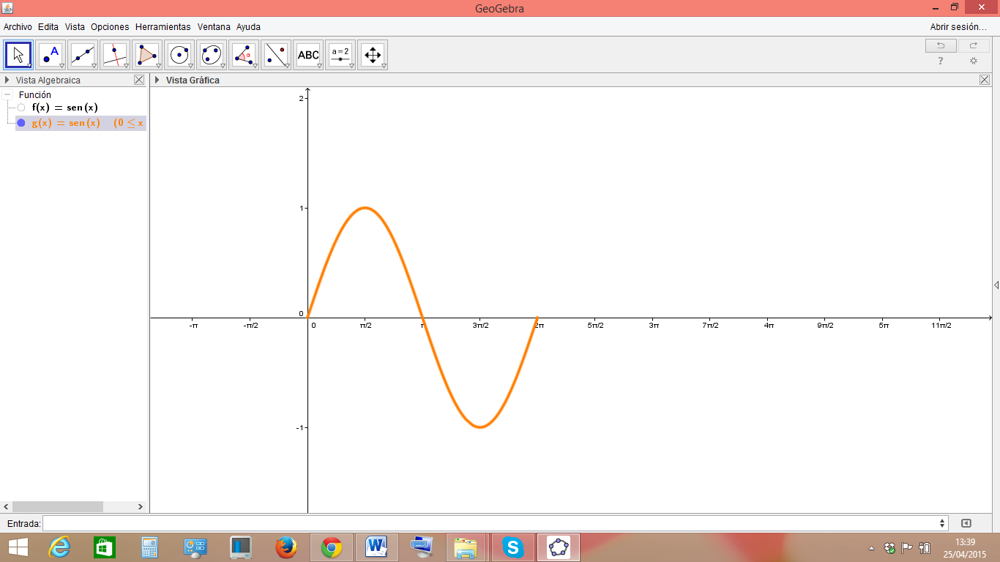 GeoGebra
Archivo Edita Vista Opciones Herramientas Ventana Ayuda Abrir sesión...
A ABC a=2 α
?
Vista Algebraica
Vista Gráfica
Función
f(x) = sen (x)
g(x) = sen (x) (0 ≤ x
2
1
0
-π -π/2 0 π/2 π 3π/2 2π 5π/2 3π 7π/2 4π 9π/2 5π 11π/2
-1
Entrada:
13:39
25/04/2015